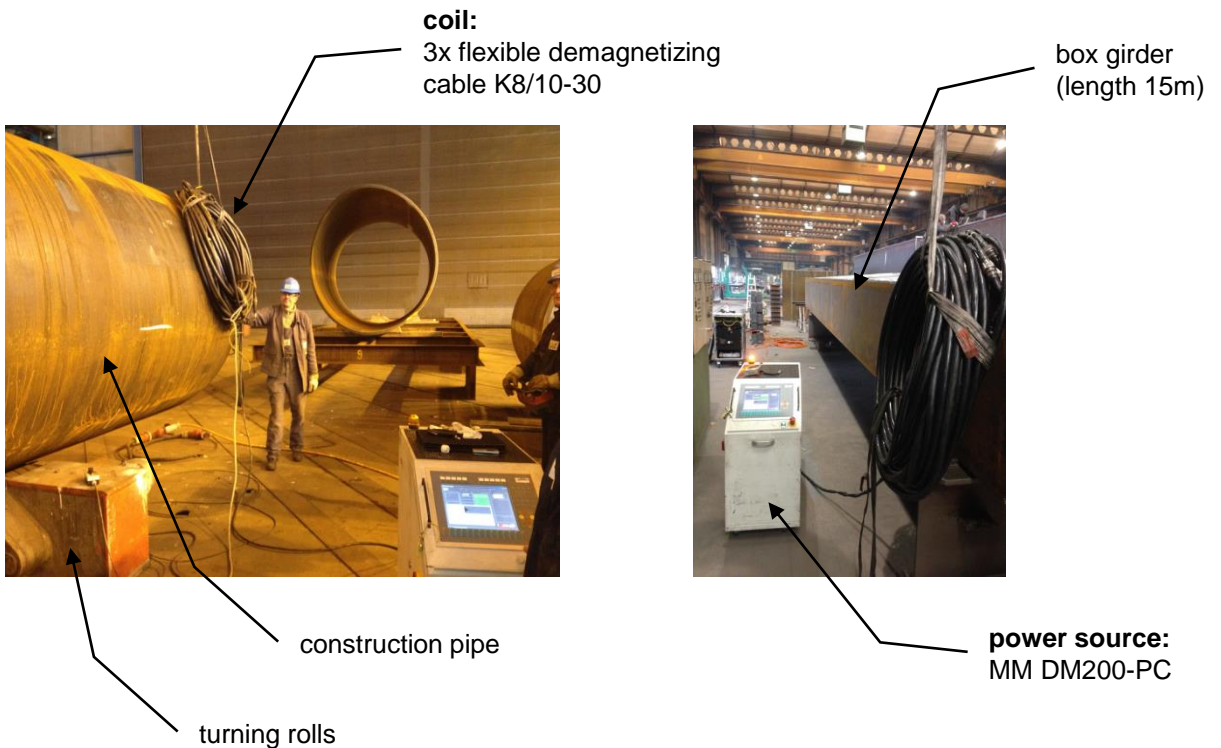 coil:
3x flexible demagnetizing
cable K8/10-30
box girder
(length 15m)
construction pipe
power source:
MM DM200-PC
turning rolls